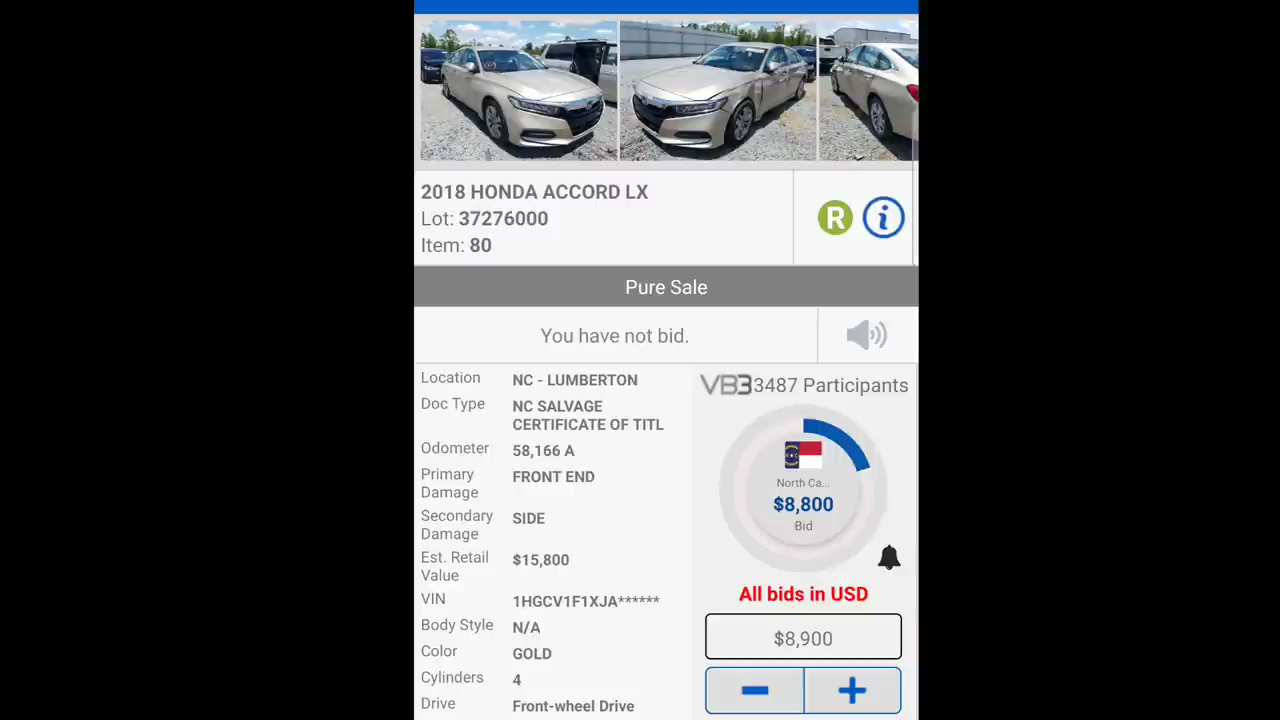 2018 HONDA ACCORD LX
Lot: 37276000
Item: 80
R
i
Pure Sale
You have not bid.
Location NC - LUMBERTON
Doc Type NC SALVAGE
CERTIFICATE OF TITL
Odometer 58,166 A
Primary
Damage FRONT END
Secondary
Damage SIDE
Est. Retail
Value $15,800
VIN 1HGCV1F1XJA******
Body Style N/A
Color GOLD
Cylinders 4
Drive Front-wheel Drive
VB3 3487 Participants
North Ca...
$8,800
Bid
All bids in USD
$8,900